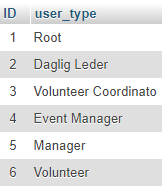 ID user_type
1 Root
2 Daglig Leder
3 Volunteer Coordinato
4 Event Manager
5 Manager
6 Volunteer